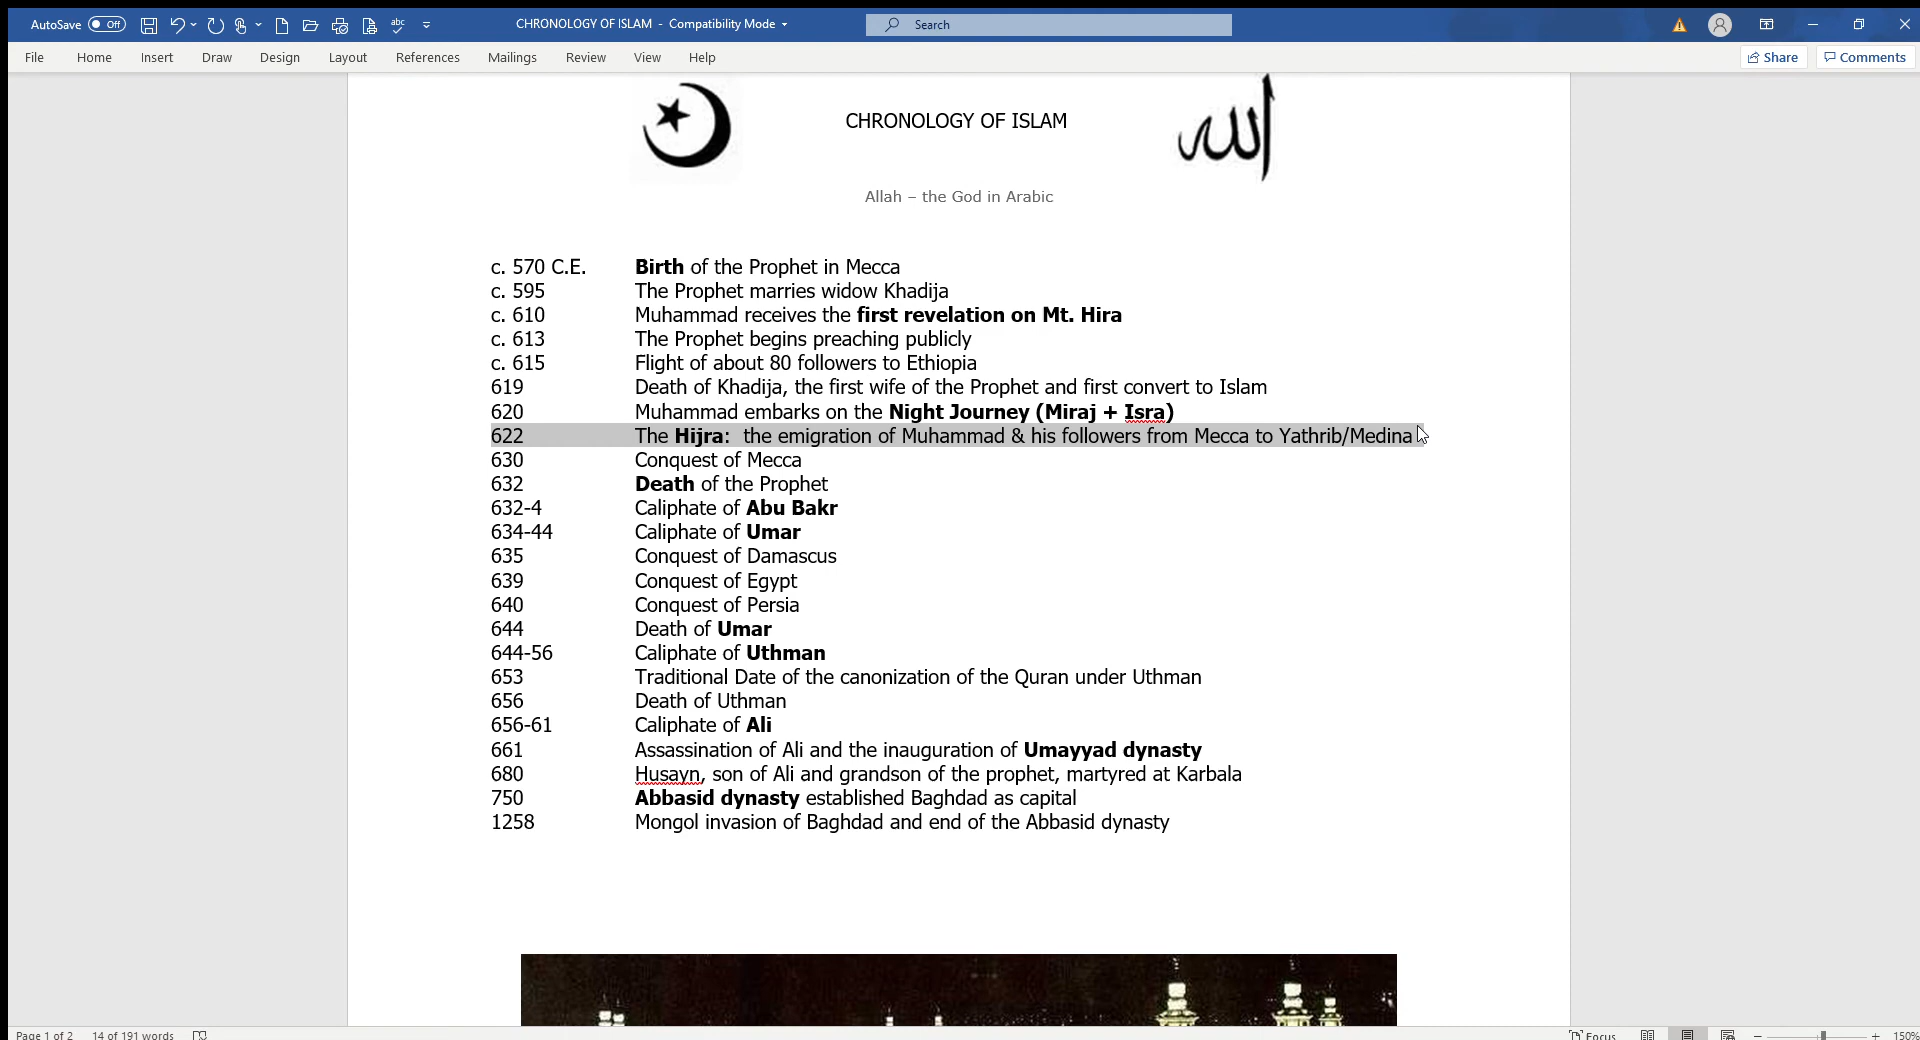 AutoSave Off abc CHRONOLOGY OF ISLAM - Compatibility Mode Search
File Home Insert Draw Design Layout References Mailings Review View Help Share Comments
CHRONOLOGY OF ISLAM
الله
Allah – the God in Arabic
c. 570 C.E. Birth of the Prophet in Mecca
c. 595 The Prophet marries widow Khadija
c. 610 Muhammad receives the first revelation on Mt. Hira
c. 613 The Prophet begins preaching publicly
c. 615 Flight of about 80 followers to Ethiopia
619 Death of Khadija, the first wife of the Prophet and first convert to Islam
620 Muhammad embarks on the Night Journey (Miraj + Isra)
622 The Hijra: the emigration of Muhammad & his followers from Mecca to Yathrib/Medina
630 Conquest of Mecca
632 Death of the Prophet
632-4 Caliphate of Abu Bakr
634-44 Caliphate of Umar
635 Conquest of Damascus
639 Conquest of Egypt
640 Conquest of Persia
644 Death of Umar
644-56 Caliphate of Uthman
653 Traditional Date of the canonization of the Quran under Uthman
656 Death of Uthman
656-61 Caliphate of Ali
661 Assassination of Ali and the inauguration of Umayyad dynasty
680 Husayn, son of Ali and grandson of the prophet, martyred at Karbala
750 Abbasid dynasty established Baghdad as capital
1258 Mongol invasion of Baghdad and end of the Abbasid dynasty
Page 1 of 2 14 of 191 words Focus 150%